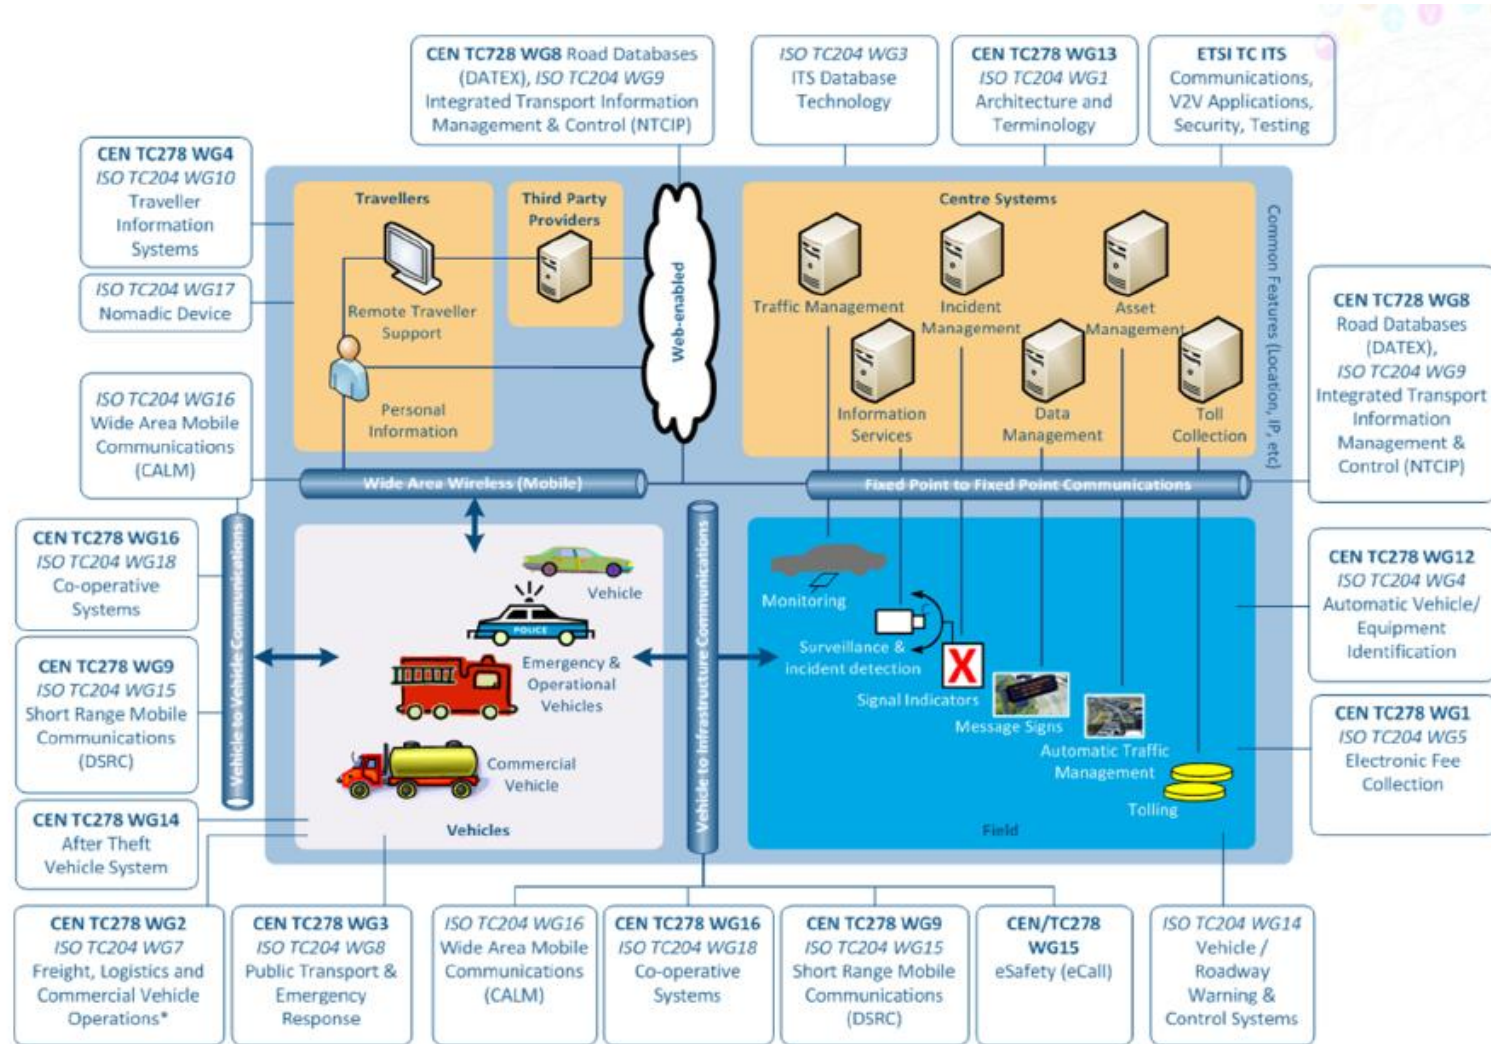 CEN TC728 WG8 Road Databases
(DATEX), ISO TC204 WG9
Integrated Transport Information
Management & Control (NTCIP)
ISO TC204 WG3
ITS Database
Technology
CEN TC278 WG13
ISO TC204 WG1
Architecture and
Terminology
ETSI TC ITS
Communications,
V2V Applications,
Security, Testing
CEN TC278 WG4
ISO TC204 WG10
Traveller
Information
Systems
ISO TC204 WG17
Nomadic Device
ISO TC204 WG16
Wide Area Mobile
Communications
(CALM)
CEN TC278 WG16
ISO TC204 WG18
Co-operative
Systems
CEN TC278 WG9
ISO TC204 WG15
Short Range Mobile
Communications
(DSRC)
CEN TC278 WG14
After Theft
Vehicle System
Travellers
Remote Traveller
Support
Personal
Information
Third Party
Providers
Web-enabled
Centre Systems
Traffic Management
Incident
Management
Asset
Management
Information
Services
Data
Management
Toll
Collection
Common Features (Location, IP, etc)
Wide Area Wireless (Mobile)
Fixed Point to Fixed Point Communications
Vehicle to Vehicle Communications
Vehicle
POLICE
Emergency &
Operational
Vehicles
Commercial
Vehicle
Vehicles
Vehicle to Infrastructure Communications
Monitoring
Surveillance &
incident detection
X
Signal Indicators
Message Signs
Automatic Traffic
Management
Tolling
Field
CEN TC728 WG8
Road Databases
(DATEX),
ISO TC204 WG9
Integrated Transport
Information
Management &
Control (NTCIP)
CEN TC278 WG12
ISO TC204 WG4
Automatic Vehicle/
Equipment
Identification
CEN TC278 WG1
ISO TC204 WG5
Electronic Fee
Collection
CEN TC278 WG2
ISO TC204 WG7
Freight, Logistics and
Commercial Vehicle
Operations*
CEN TC278 WG3
ISO TC204 WG8
Public Transport &
Emergency
Response
ISO TC204 WG16
Wide Area Mobile
Communications
(CALM)
CEN TC278 WG16
ISO TC204 WG18
Co-operative
Systems
CEN TC278 WG9
ISO TC204 WG15
Short Range Mobile
Communications
(DSRC)
CEN/TC278
WG15
eSafety (eCall)
ISO TC204 WG14
Vehicle /
Roadway
Warning &
Control Systems